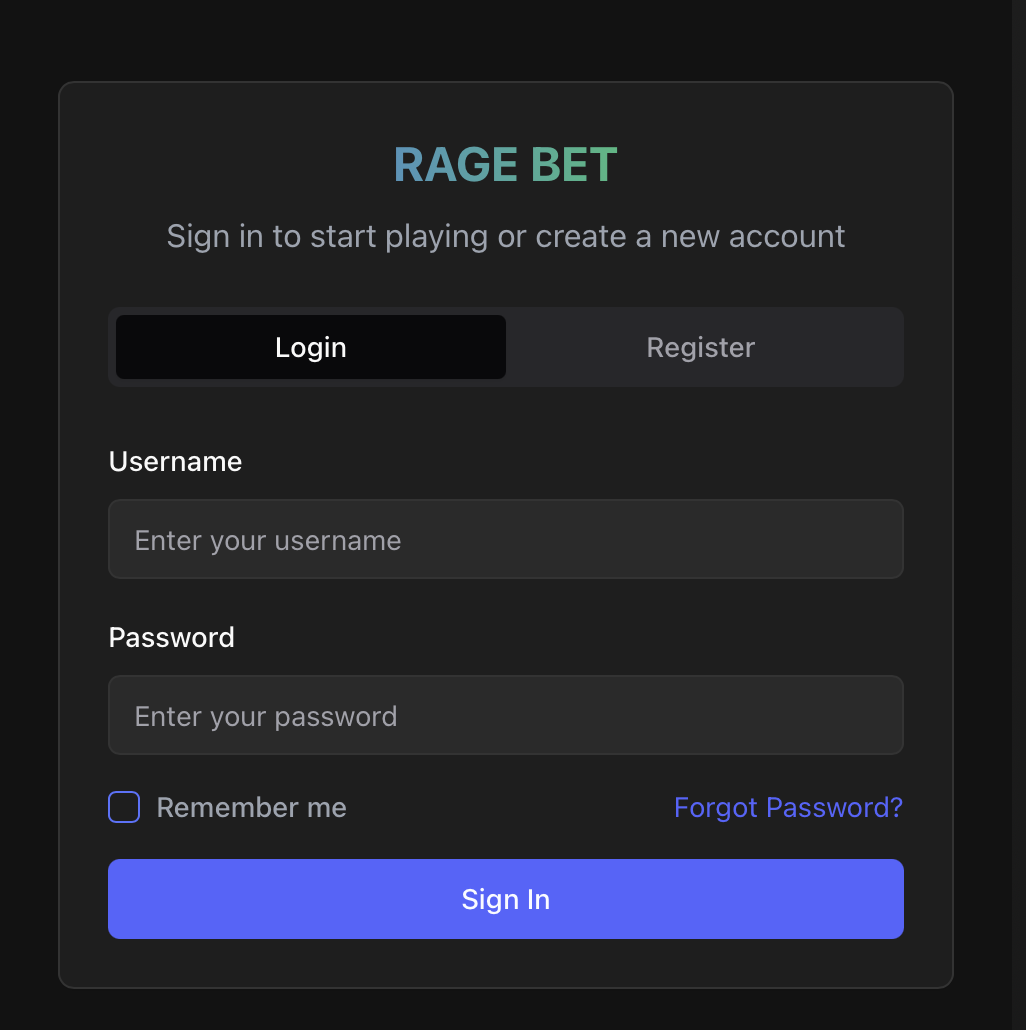 RAGE BET
Sign in to start playing or create a new account
Login
Register
Username
Enter your username
Password
Enter your password
Remember me
Forgot Password?
Sign In